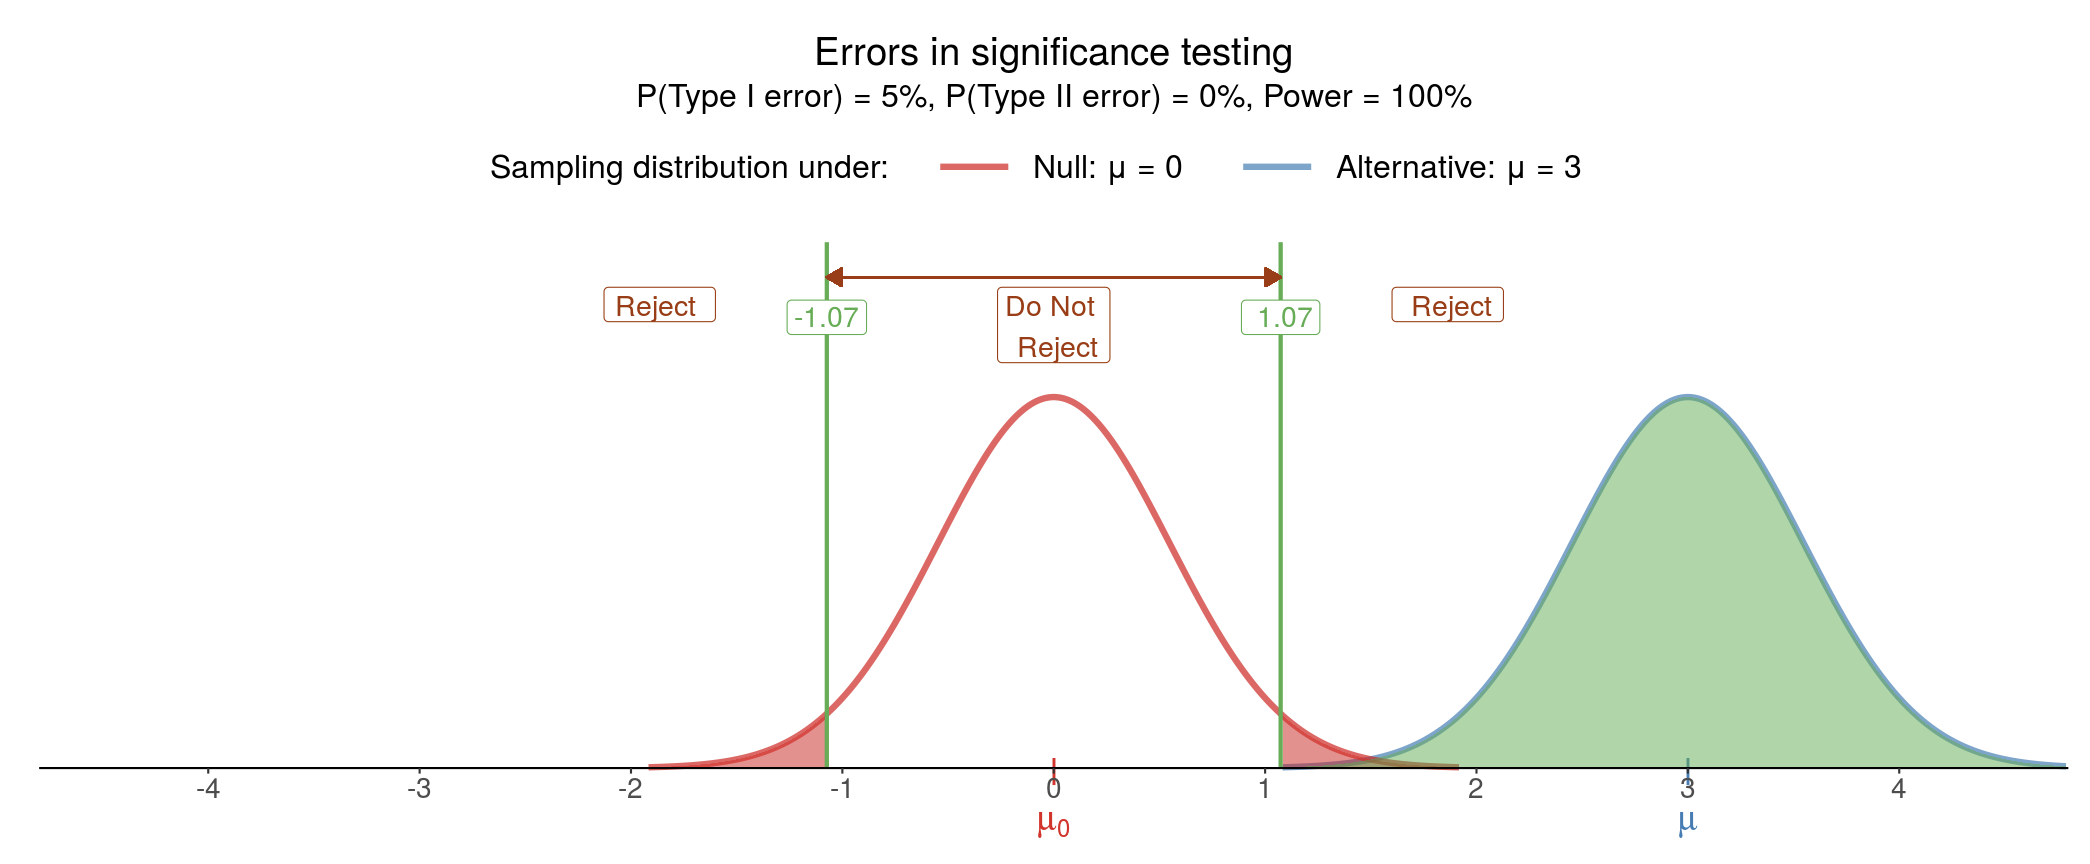 Errors in significance testing
P(Type I error) = 5%, P(Type II error) = 0%, Power = 100%
Sampling distribution under: Null: μ = 0 Alternative: μ = 3
Reject -1.07 Do Not Reject 1.07 Reject
-4 -3 -2 -1 0 1 2 3 4
μ₀ μ